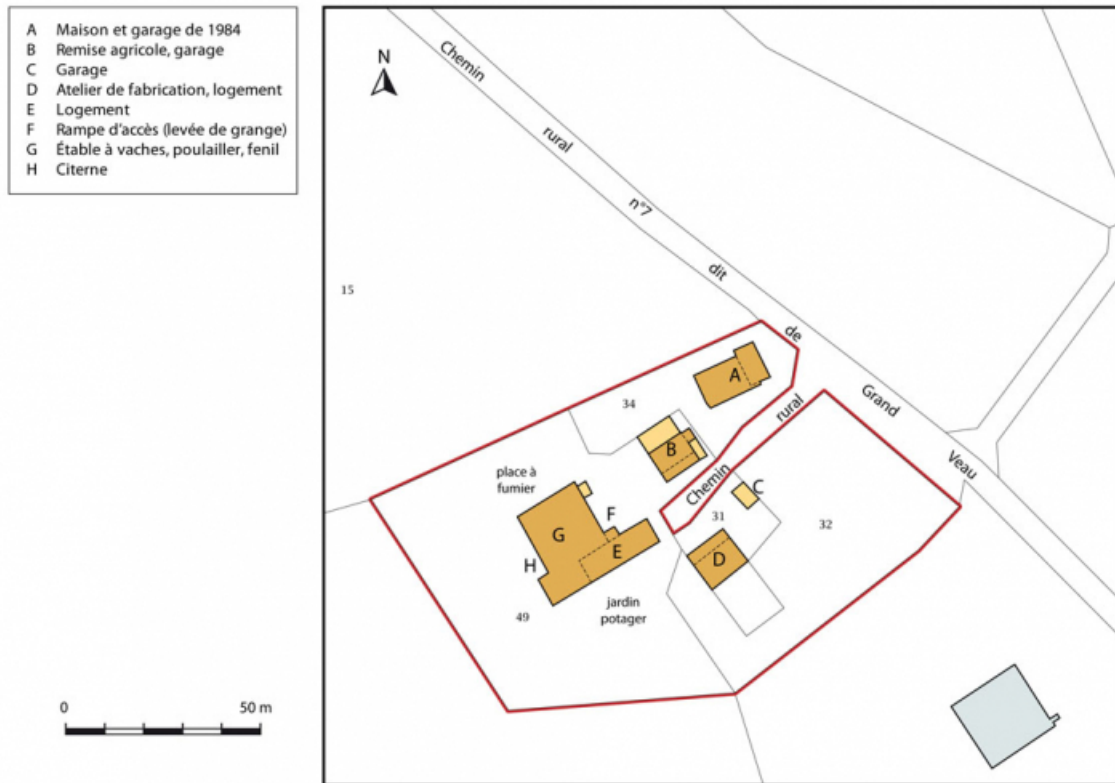 A Maison et garage de 1984
B Remise agricole, garage
C Garage
D Atelier de fabrication, logement
E Logement
F Rampe d'accès (levée de grange)
G Étable à vaches, poulailler, fenil
H Citerne
N
Chemin
rural
n°7
dit
de
Grand
Veau
15
34
A
rural
Chemin
B
C
place à
fumier
F
G
E
H
31
32
D
49
jardin
potager
0 50 m